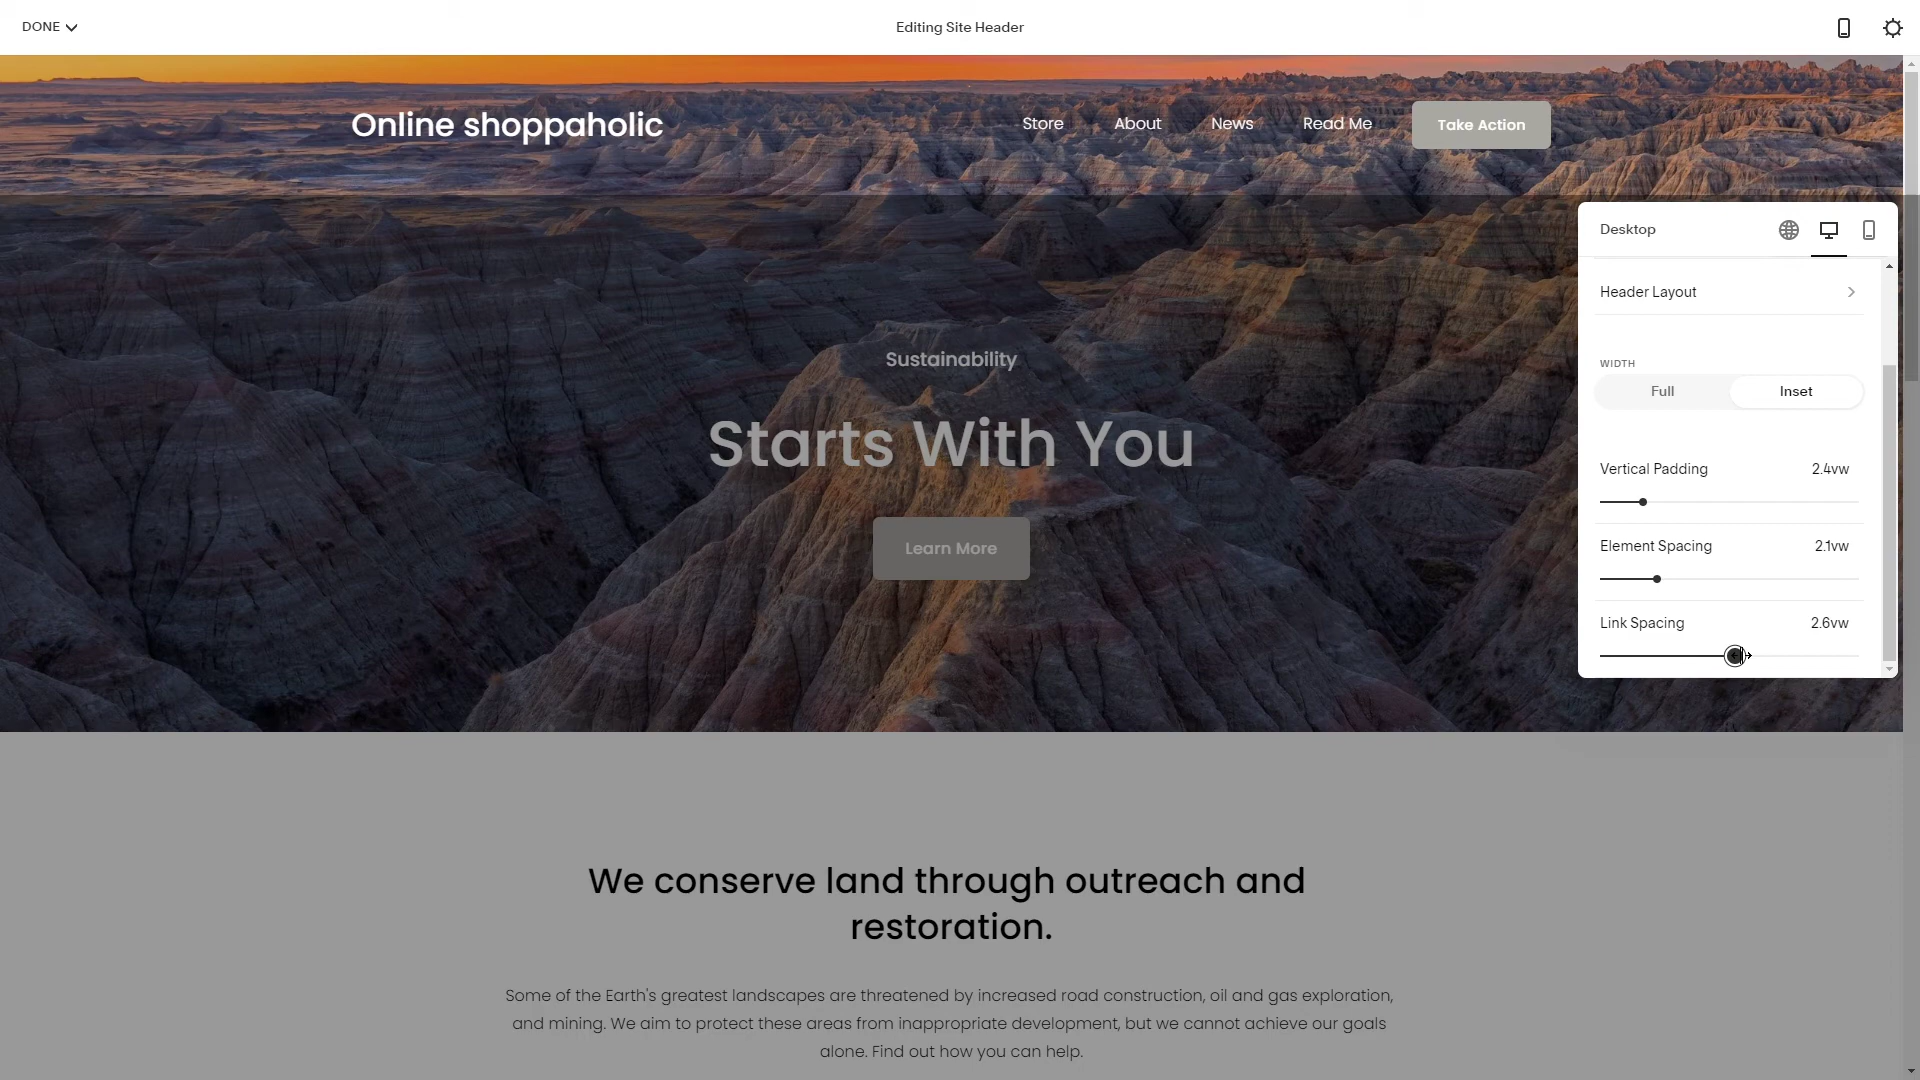 DONE
Editing Site Header
Online shoppaholic
Store About News Read Me Take Action
Desktop
Header Layout
WIDTH
Full Inset
Vertical Padding 2.4vw
Element Spacing 2.1vw
Link Spacing 2.6vw
Sustainability
Starts With You
Learn More
We conserve land through outreach and
restoration.
Some of the Earth's greatest landscapes are threatened by increased road construction, oil and gas exploration,
and mining. We aim to protect these areas from inappropriate development, but we cannot achieve our goals
alone. Find out how you can help.